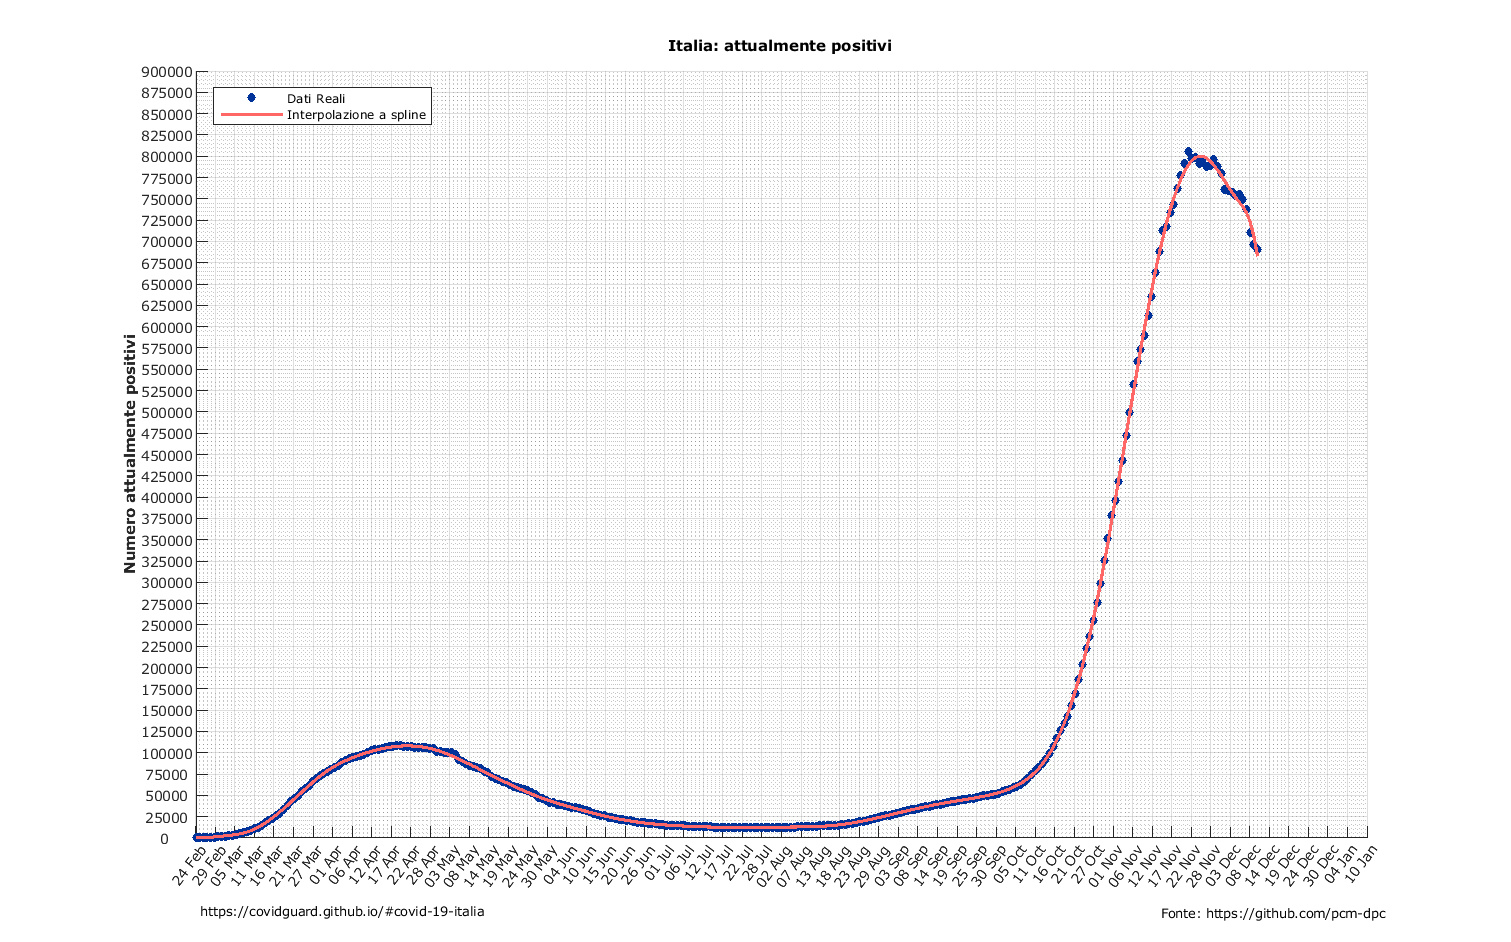 Italia: attualmente positivi
900000
875000
850000
825000
800000
775000
750000
725000
700000
675000
650000
625000
600000
575000
550000
525000
500000
475000
450000
425000
400000
375000
350000
325000
300000
275000
250000
225000
200000
175000
150000
125000
100000
75000
50000
25000
0
Dati Reali
Interpolazione a spline
Numero attualmente positivi
24 Feb
29 Feb
05 Mar
11 Mar
16 Mar
21 Mar
27 Mar
01 Apr
06 Apr
12 Apr
17 Apr
22 Apr
28 Apr
03 May
08 May
14 May
19 May
24 May
30 May
04 Jun
10 Jun
15 Jun
20 Jun
26 Jun
01 Jul
06 Jul
12 Jul
17 Jul
22 Jul
28 Jul
02 Aug
07 Aug
13 Aug
18 Aug
23 Aug
29 Aug
03 Sep
08 Sep
14 Sep
19 Sep
25 Sep
30 Sep
05 Oct
11 Oct
16 Oct
21 Oct
27 Oct
01 Nov
06 Nov
12 Nov
17 Nov
22 Nov
28 Nov
03 Dec
08 Dec
14 Dec
19 Dec
24 Dec
30 Dec
04 Jan
10 Jan
https://covidguard.github.io/#covid-19-italia
Fonte: https://github.com/pcm-dpc